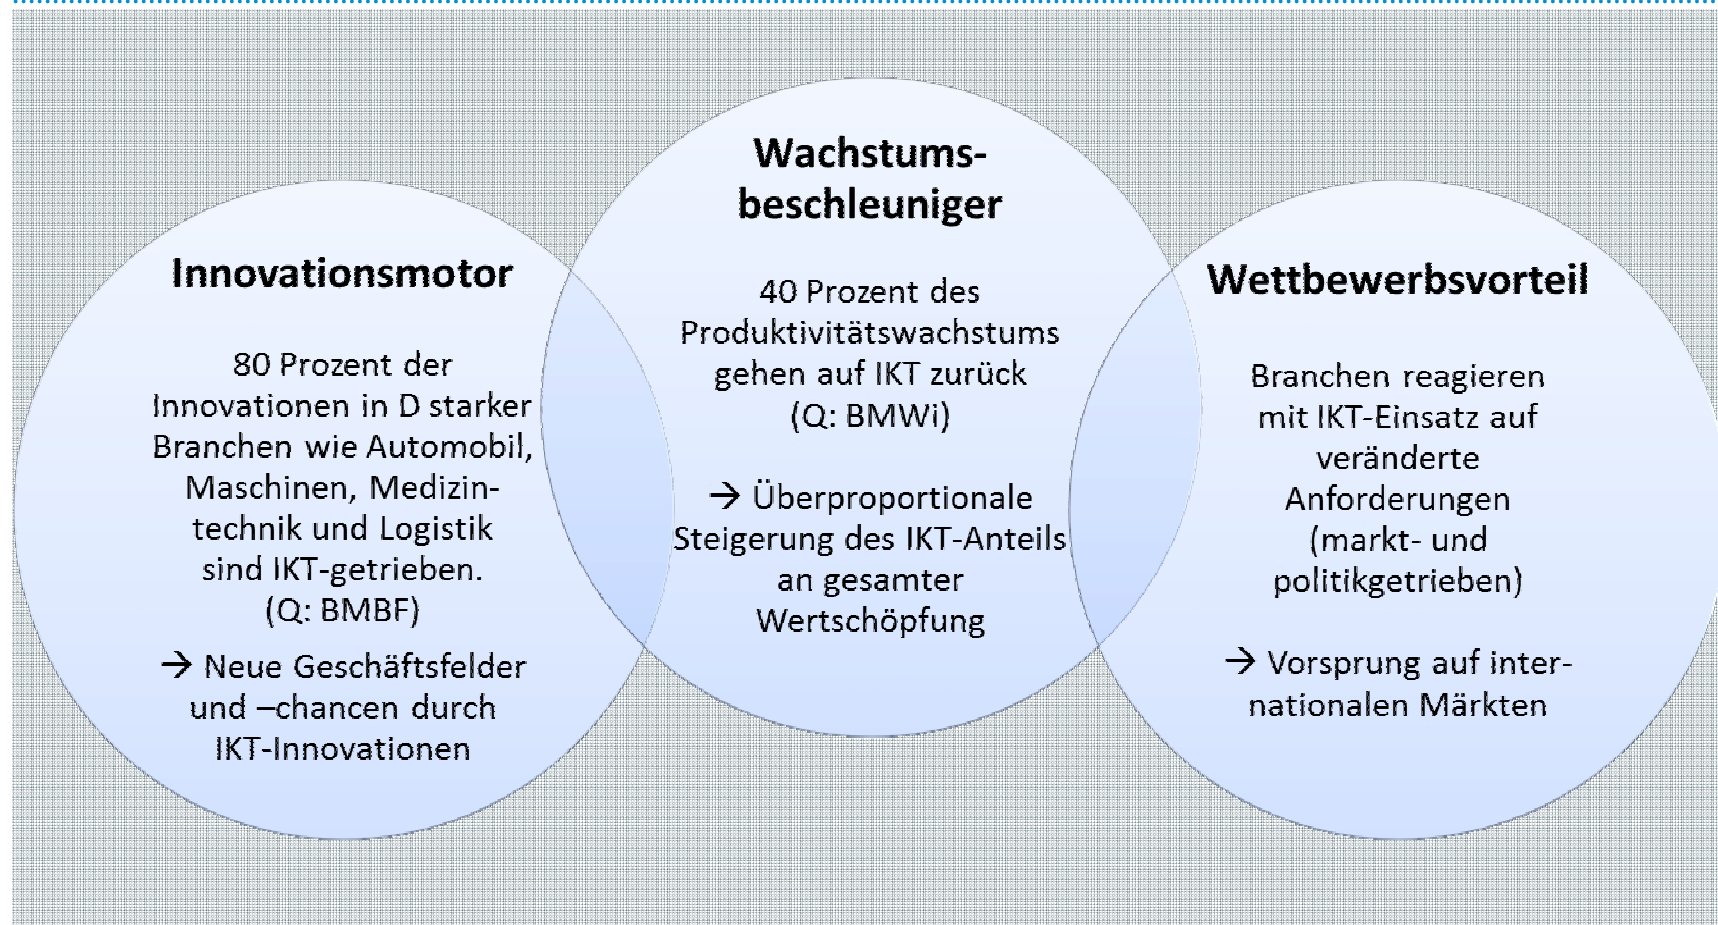 Innovationsmotor
80 Prozent der
Innovationen in D starker
Branchen wie Automobil,
Maschinen, Medizin-
technik und Logistik
sind IKT-getrieben.
(Q: BMBF)
→ Neue Geschäftsfelder
und –chancen durch
IKT-Innovationen
Wachstums-
beschleuniger
40 Prozent des
Produktivitätswachstums
gehen auf IKT zurück
(Q: BMWi)
→ Überproportionale
Steigerung des IKT-Anteils
an gesamter
Wertschöpfung
Wettbewerbsvorteil
Branchen reagieren
mit IKT-Einsatz auf
veränderte
Anforderungen
(markt- und
politikgetrieben)
→ Vorsprung auf inter-
nationalen Märkten